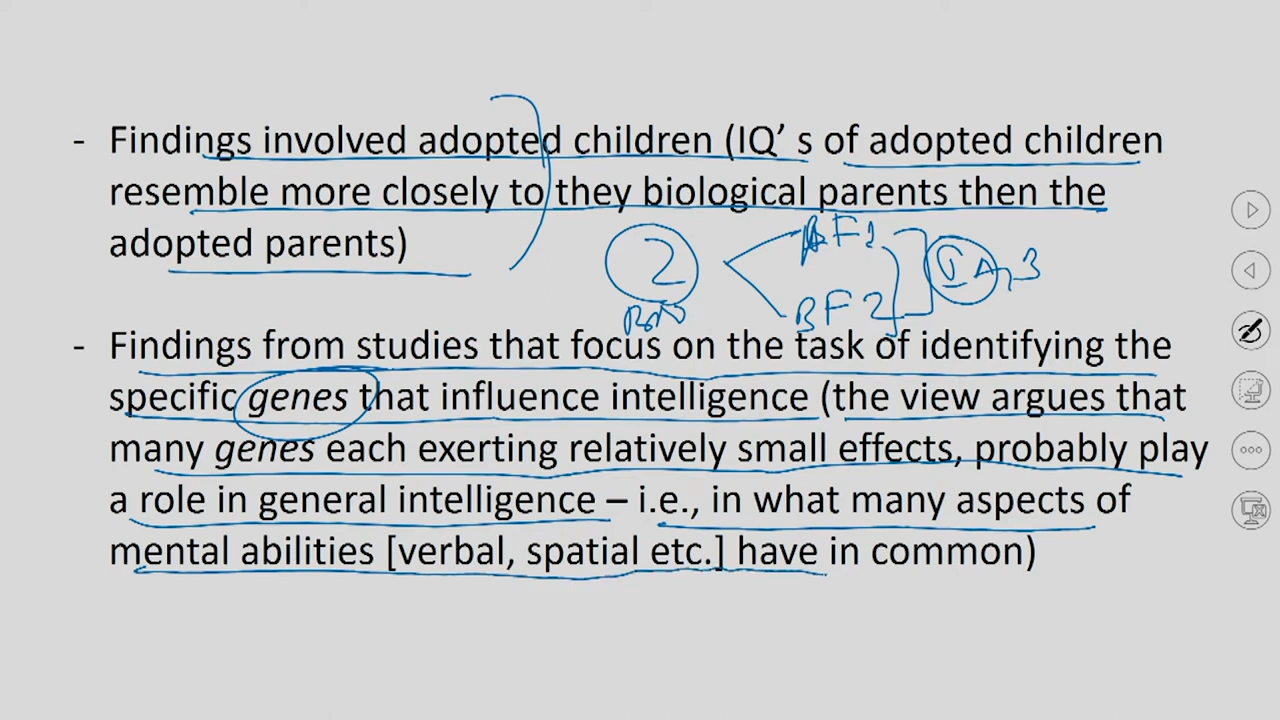 - Findings involved adopted children (IQ’ s of adopted children
resemble more closely to they biological parents then the
adopted parents)
2
F 2
BF 2
- Findings from studies that focus on the task of identifying the
specific genes that influence intelligence (the view argues that
many genes each exerting relatively small effects, probably play
a role in general intelligence – i.e., in what many aspects of
mental abilities [verbal, spatial etc.] have in common)